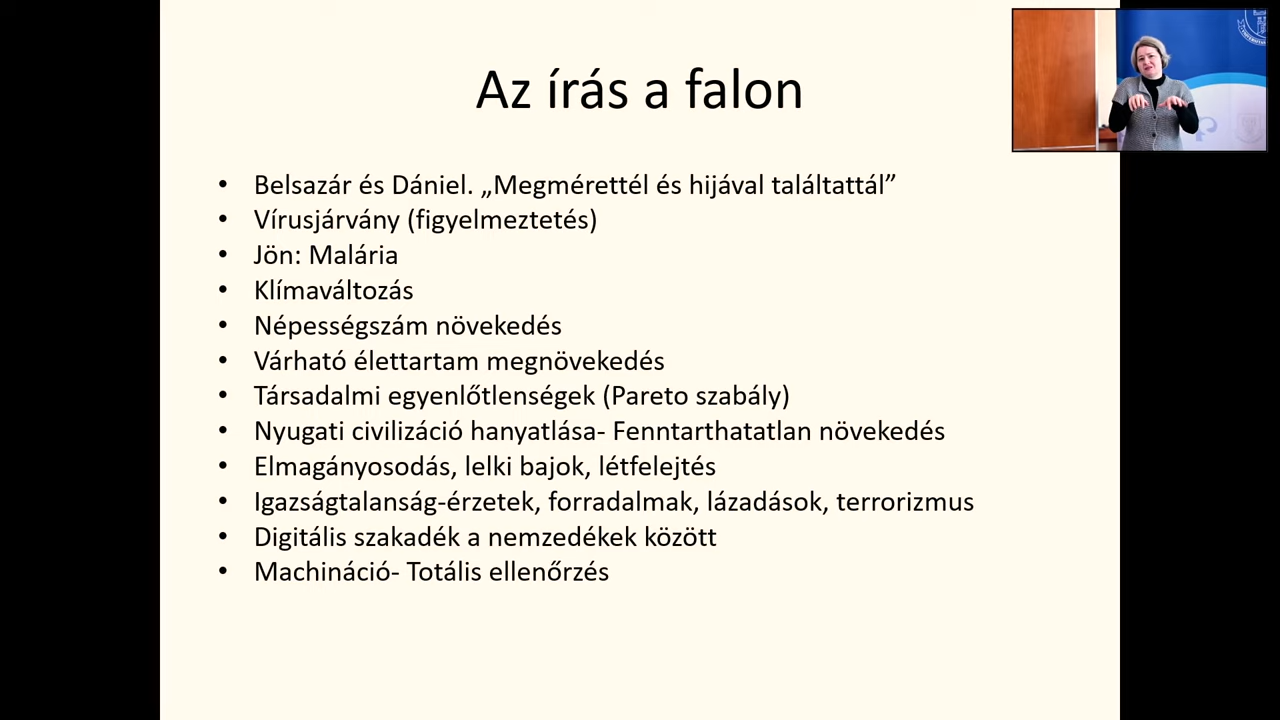 Az írás a falon
• Belsazár és Dániel. „Megmérettél és hijával találtattál”
• Vírusjárvány (figyelmeztetés)
• Jön: Malária
• Klímaváltozás
• Népességszám növekedés
• Várható élettartam megnövekedés
• Társadalmi egyenlőtlenségek (Pareto szabály)
• Nyugati civilizáció hanyatlása- Fenntarthatatlan növekedés
• Elmagányosodás, lelki bajok, létfelejtés
• Igazságtalanság-érzetek, forradalmak, lázadások, terrorizmus
• Digitális szakadék a nemzedékek között
• Machináció- Totális ellenőrzés